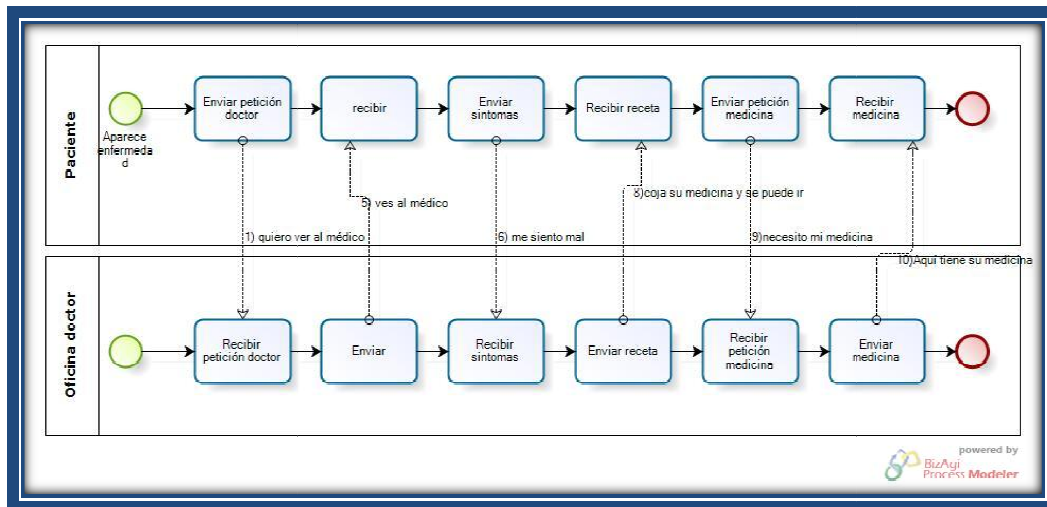 Paciente
Aparece
enfermeda
d
Enviar petición
doctor
recibir
Enviar
sintomas
Recibir receta
Enviar petición
medicina
Recibir
medicina
5) ves al médico
8)coja su medicina y se puede ir
1) quiero ver al médico
6) me siento mal
9)necesito mi medicina
10)Aqui tiene su medicina
Oficina doctor
Recibir
petición doctor
Enviar
Recibir
sintomas
Enviar receta
Recibir
petición
medicina
Enviar
medicina
powered by
BizAgi
Process Modeler